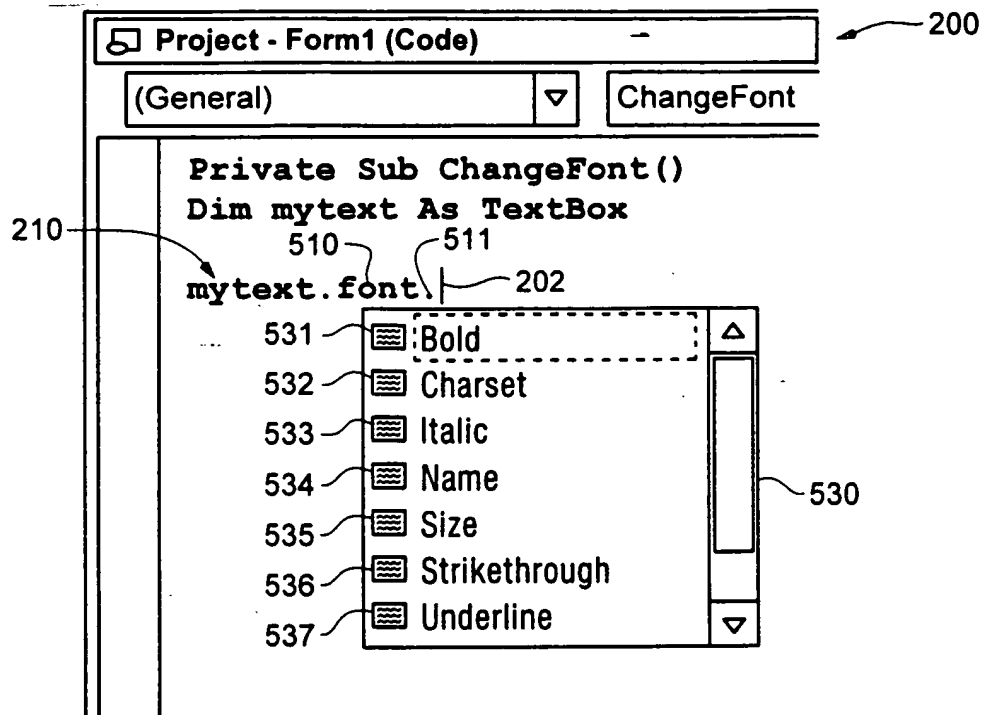 Project - Form1 (Code)
200
(General)
ChangeFont
Private Sub ChangeFont()
Dim mytext As TextBox
210
510
511
mytext.font.
202
531
Bold
532
Charset
533
Italic
534
Name
530
535
Size
536
Strikethrough
537
Underline